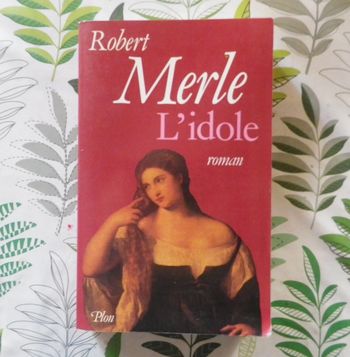 Robert
Merle
L'idole
roman
Plon